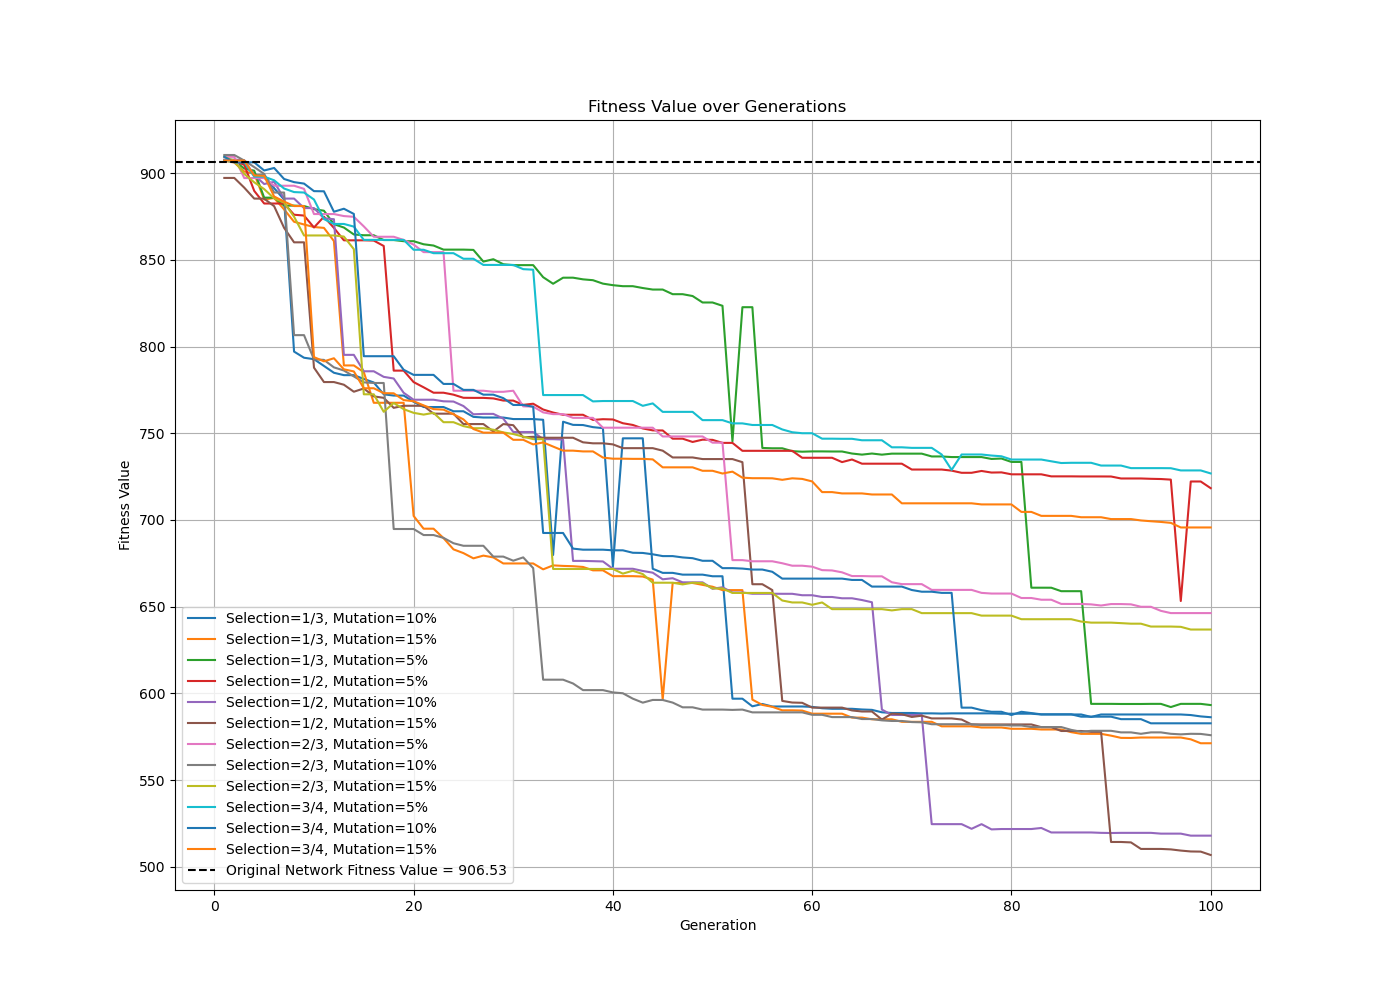 Fitness Value over Generations
Fitness Value
900
850
800
750
700
650
600
550
500
Selection=1/3, Mutation=10%
Selection=1/3, Mutation=15%
Selection=1/3, Mutation=5%
Selection=1/2, Mutation=5%
Selection=1/2, Mutation=10%
Selection=1/2, Mutation=15%
Selection=2/3, Mutation=5%
Selection=2/3, Mutation=10%
Selection=2/3, Mutation=15%
Selection=3/4, Mutation=5%
Selection=3/4, Mutation=10%
Selection=3/4, Mutation=15%
Original Network Fitness Value = 906.53
0 20 40 60 80 100
Generation